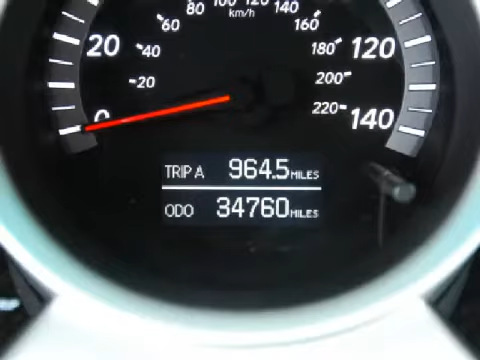 80 100 120 140
60 km/h 160
20 40 180 120
20 200
0 220 140
TRIP A 964.5 MILES
ODO 34760 MILES